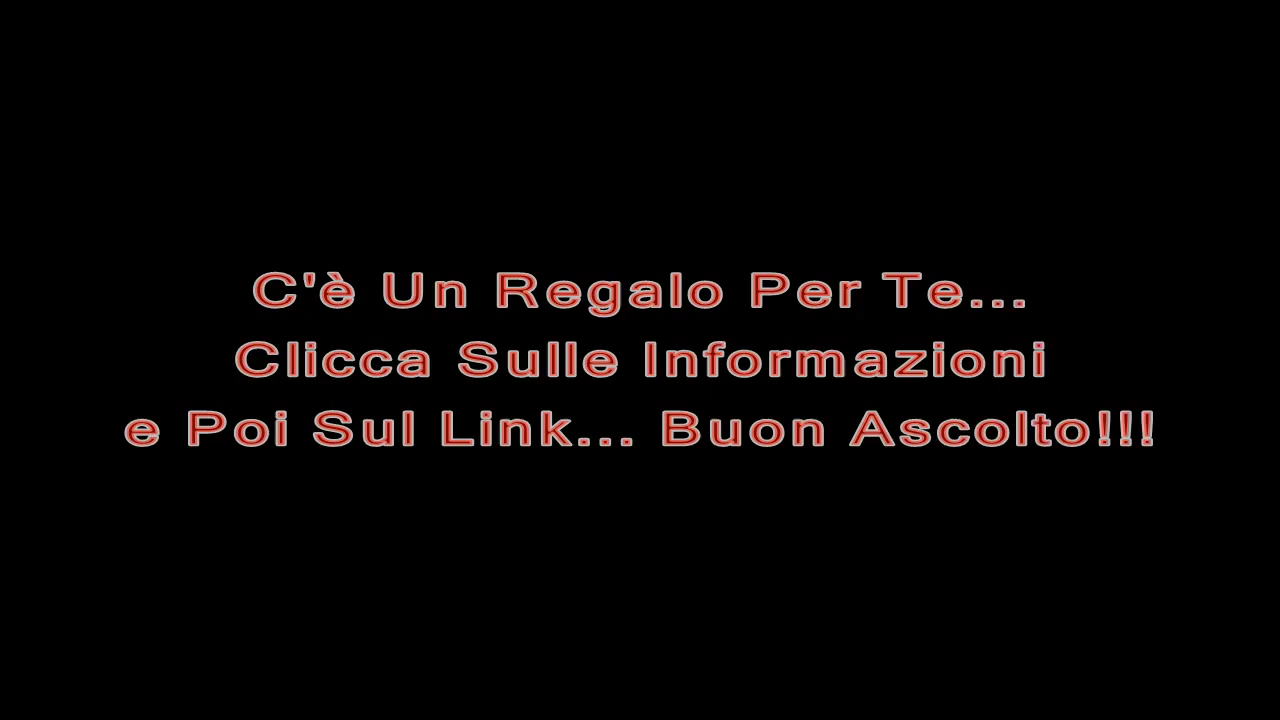 C'è Un Regalo Per Te...
Clicca Sulle Informazioni
e Poi Sul Link... Buon Ascolto!!!